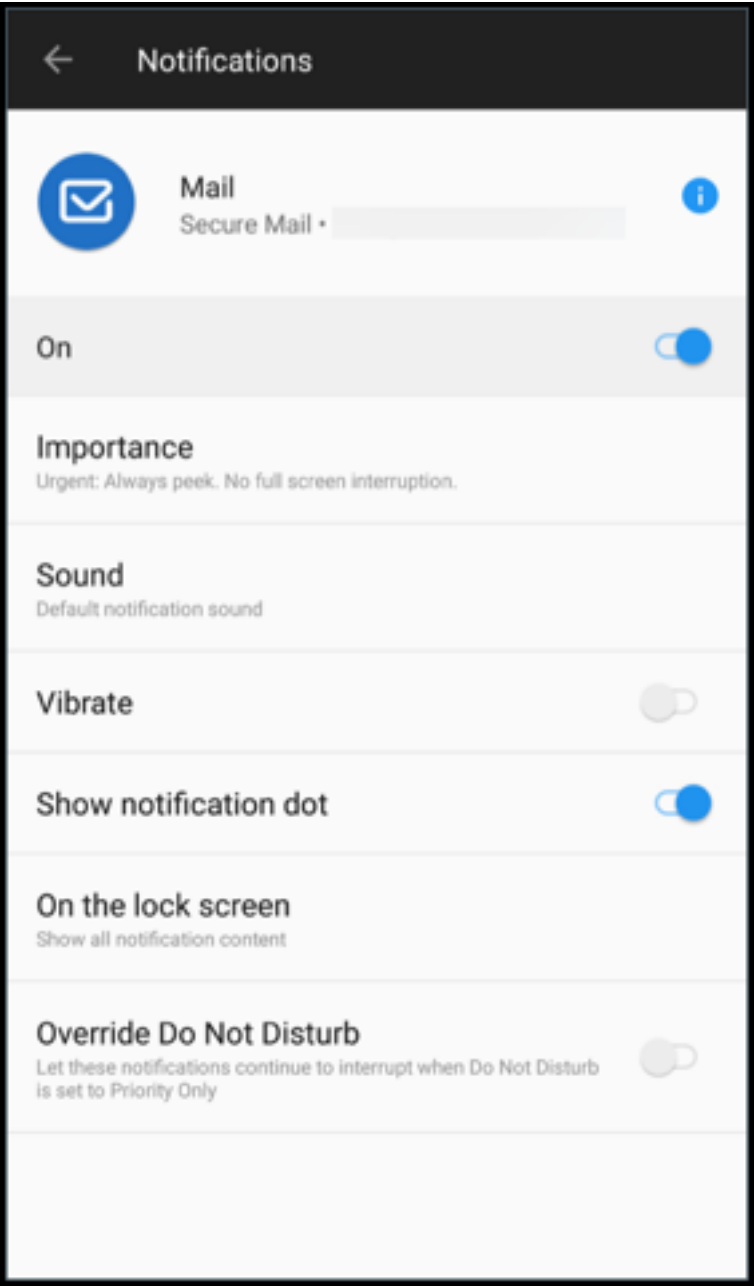 Notifications
Mail
Secure Mail •
On
Importance
Urgent: Always peek. No full screen interruption.
Sound
Default notification sound
Vibrate
Show notification dot
On the lock screen
Show all notification content
Override Do Not Disturb
Let these notifications continue to interrupt when Do Not Disturb
is set to Priority Only